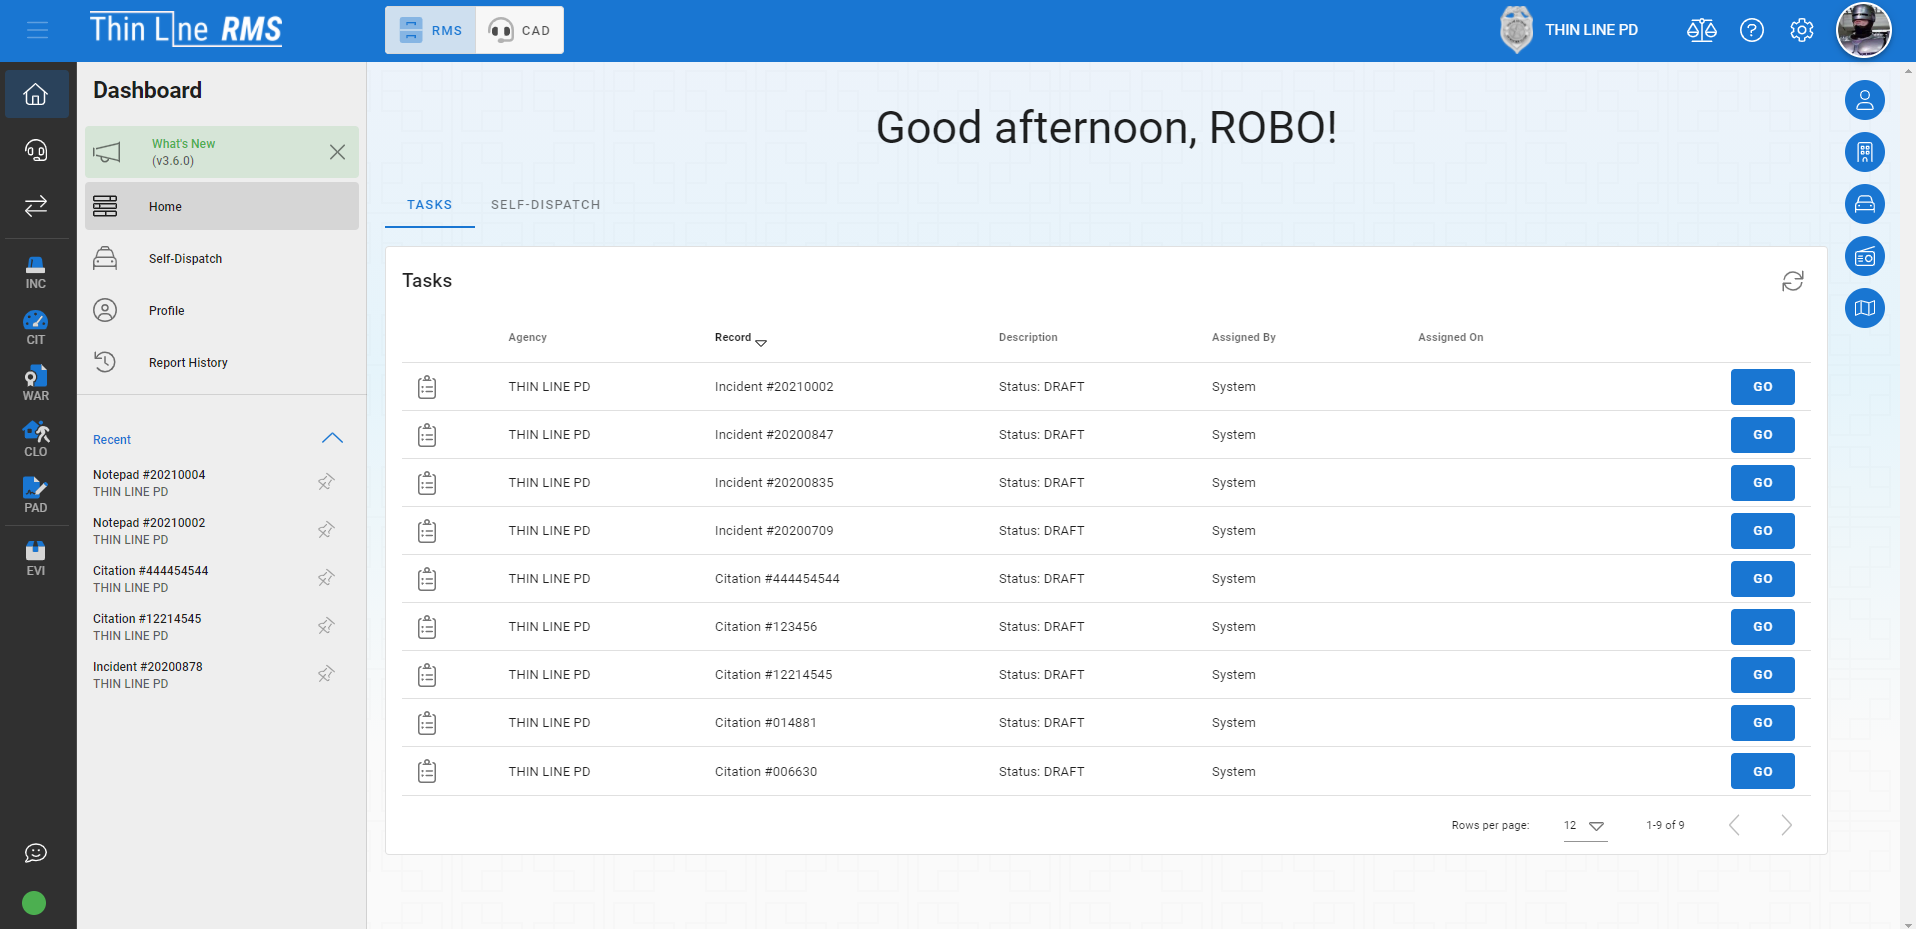 Thin Line RMS
RMS
CAD
THIN LINE PD
Dashboard
What's New
(v3.6.0)
Home
Self-Dispatch
Profile
Report History
INC
CIT
WAR
CLO
PAD
EVI
Recent
Notepad #20210004
THIN LINE PD
Notepad #20210002
THIN LINE PD
Citation #444454544
THIN LINE PD
Citation #12214545
THIN LINE PD
Incident #20200878
THIN LINE PD
Good afternoon, ROBO!
TASKS SELF-DISPATCH
Tasks
Agency Record Description Assigned By Assigned On
THIN LINE PD Incident #20210002 Status: DRAFT System GO
THIN LINE PD Incident #20200847 Status: DRAFT System GO
THIN LINE PD Incident #20200835 Status: DRAFT System GO
THIN LINE PD Incident #20200709 Status: DRAFT System GO
THIN LINE PD Citation #444454544 Status: DRAFT System GO
THIN LINE PD Citation #123456 Status: DRAFT System GO
THIN LINE PD Citation #12214545 Status: DRAFT System GO
THIN LINE PD Citation #014881 Status: DRAFT System GO
THIN LINE PD Citation #006630 Status: DRAFT System GO
Rows per page: 12 1-9 of 9